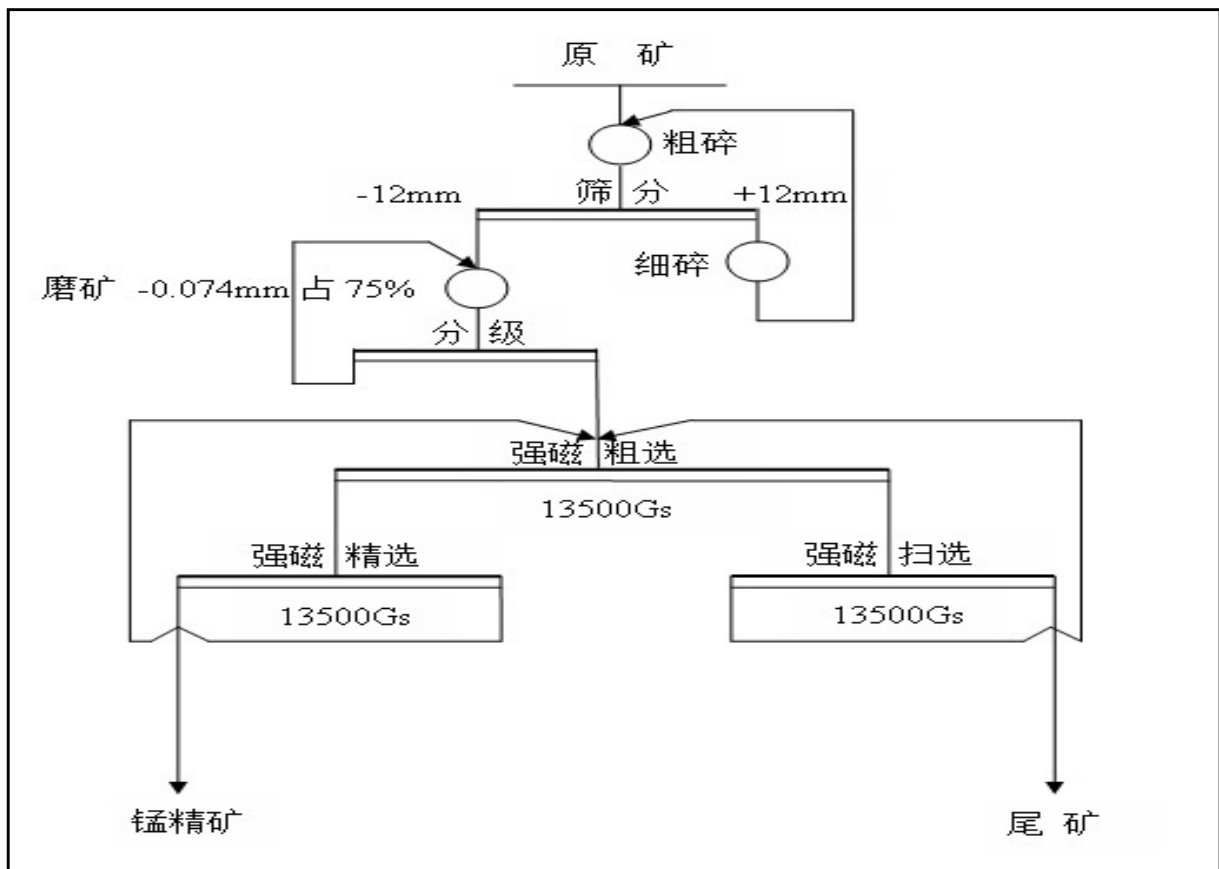 原 矿
粗碎
-12mm 筛 分 +12mm
细碎
磨矿 -0.074mm 占 75%
分 级
强磁 粗选
13500Gs
强磁 精选 强磁 扫选
13500Gs 13500Gs
锰精矿 尾 矿